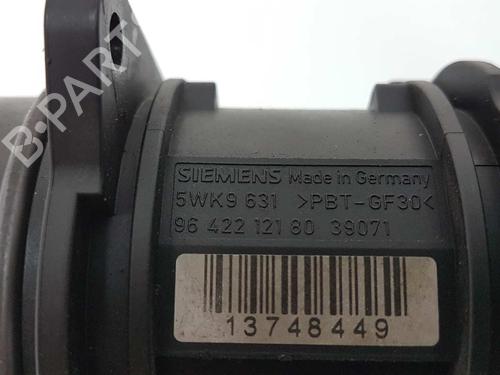 B-PARTS
SIEMENS Made in Germany
5WK9 631 >PBT-GF30<
96 422 121 80 39071
13748449